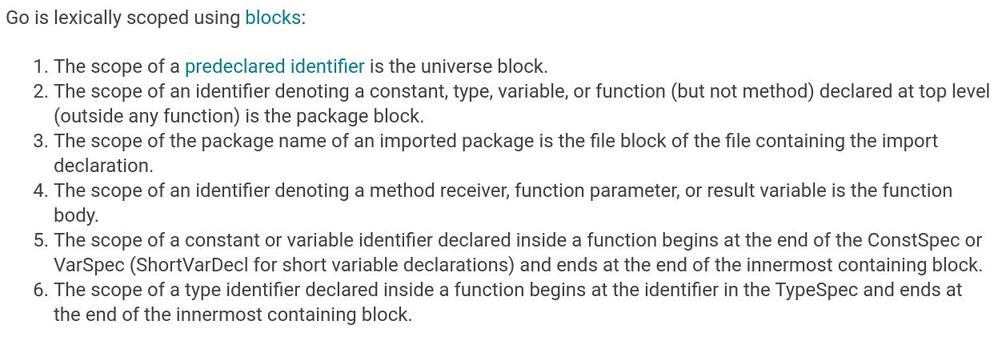 Go is lexically scoped using blocks:
1. The scope of a predeclared identifier is the universe block.
2. The scope of an identifier denoting a constant, type, variable, or function (but not method) declared at top level
(outside any function) is the package block.
3. The scope of the package name of an imported package is the file block of the file containing the import
declaration.
4. The scope of an identifier denoting a method receiver, function parameter, or result variable is the function
body.
5. The scope of a constant or variable identifier declared inside a function begins at the end of the ConstSpec or
VarSpec (ShortVarDecl for short variable declarations) and ends at the end of the innermost containing block.
6. The scope of a type identifier declared inside a function begins at the identifier in the TypeSpec and ends at
the end of the innermost containing block.